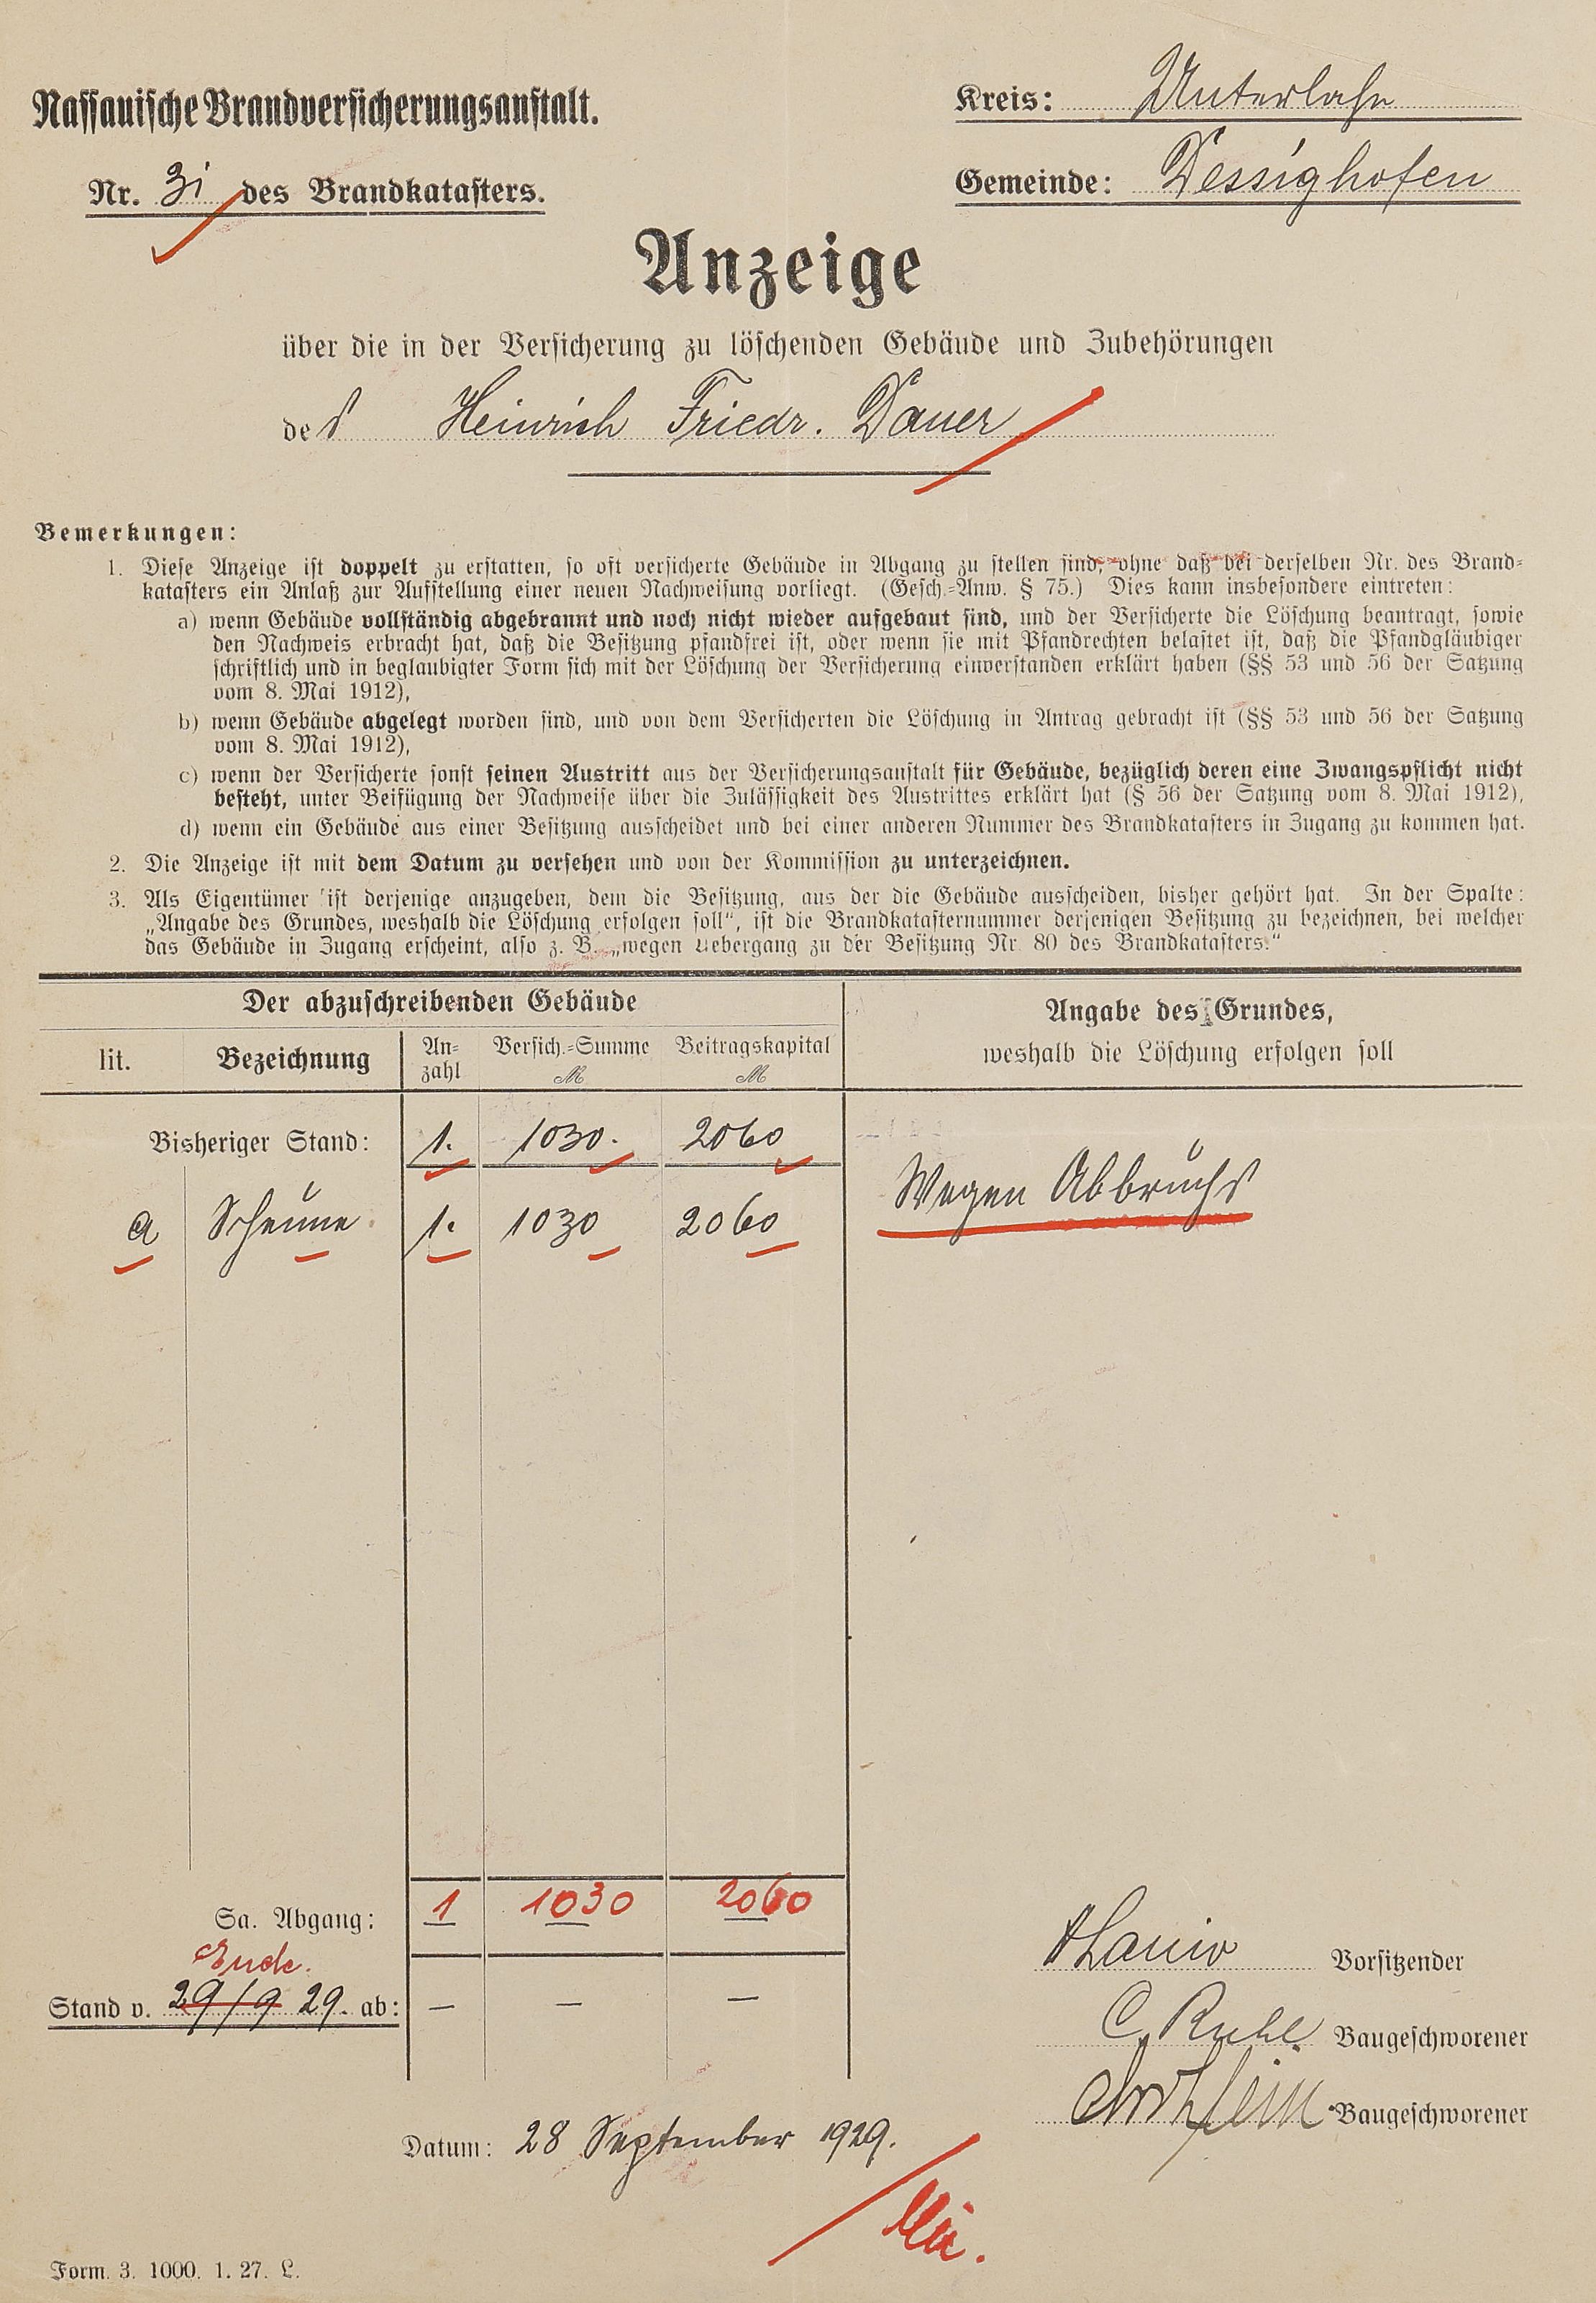 Nassauische Brandversicherungsanstalt.
Kreis: Unterlahn
Nr. 31 des Brandkatasters.
Gemeinde: Dessighofen
Anzeige
über die in der Versicherung zu löschenden Gebäude und Zubehörungen
des Heinrich Friedr. Dauer
Bemerkungen:
1. Diese Anzeige ist doppelt zu erstatten, so oft versicherte Gebäude in Abgang zu stellen sind, ohne daß bei derselben Nr. des Brand-
katasters ein Anlaß zur Aufstellung einer neuen Nachweisung vorliegt. (Gesch.-Anw. § 75.) Dies kann insbesondere eintreten:
a) wenn Gebäude vollständig abgebrannt und noch nicht wieder aufgebaut sind, und der Versicherte die Löschung beantragt, sowie
den Nachweis erbracht hat, daß die Besitzung pfandfrei ist, oder wenn sie mit Pfandrechten belastet ist, daß die Pfandgläubiger
schriftlich und in beglaubigter Form sich mit der Löschung der Versicherung einverstanden erklärt haben (§§ 53 und 56 der Satzung
vom 8. Mai 1912),
b) wenn Gebäude abgelegt worden sind, und von dem Versicherten die Löschung in Antrag gebracht ist (§§ 53 und 56 der Satzung
vom 8. Mai 1912),
c) wenn der Versicherte sonst seinen Austritt aus der Versicherungsanstalt für Gebäude, bezüglich deren eine Zwangspflicht nicht
besteht, unter Beifügung der Nachweise über die Zulässigkeit des Austrittes erklärt hat (§ 56 der Satzung vom 8. Mai 1912),
d) wenn ein Gebäude aus einer Besitzung ausscheidet und bei einer anderen Nummer des Brandkatasters in Zugang zu kommen hat.
2. Die Anzeige ist mit dem Datum zu versehen und von der Kommission zu unterzeichnen.
3. Als Eigentümer ist derjenige anzugeben, dem die Besitzung, aus der die Gebäude ausscheiden, bisher gehört hat. In der Spalte:
„Angabe des Grundes, weshalb die Löschung erfolgen soll“, ist die Brandkatasternummer derjenigen Besitzung zu bezeichnen, bei welcher
das Gebäude in Zugang erscheint, also z. B. „wegen Uebergang zu der Besitzung Nr. 80 des Brandkatasters.“
Der abzuschreibenden Gebäude
Angabe des Grundes,
weshalb die Löschung erfolgen soll
lit. Bezeichnung An-
zahl Versich.-Summe
M Beitragskapital
M
Bisheriger Stand: 1. 1030. 2060
a Scheune 1. 1030 2060
Wegen Abbruchs
Sa. Abgang: 1 1030 2060
Ende.
Stand v. 29/9 29. ab: — — —
Vorsitzender
C. Ruhl. Baugeschworener
Baugeschworener
Datum: 28 September 1929.
Form. 3. 1000. 1. 27. L.